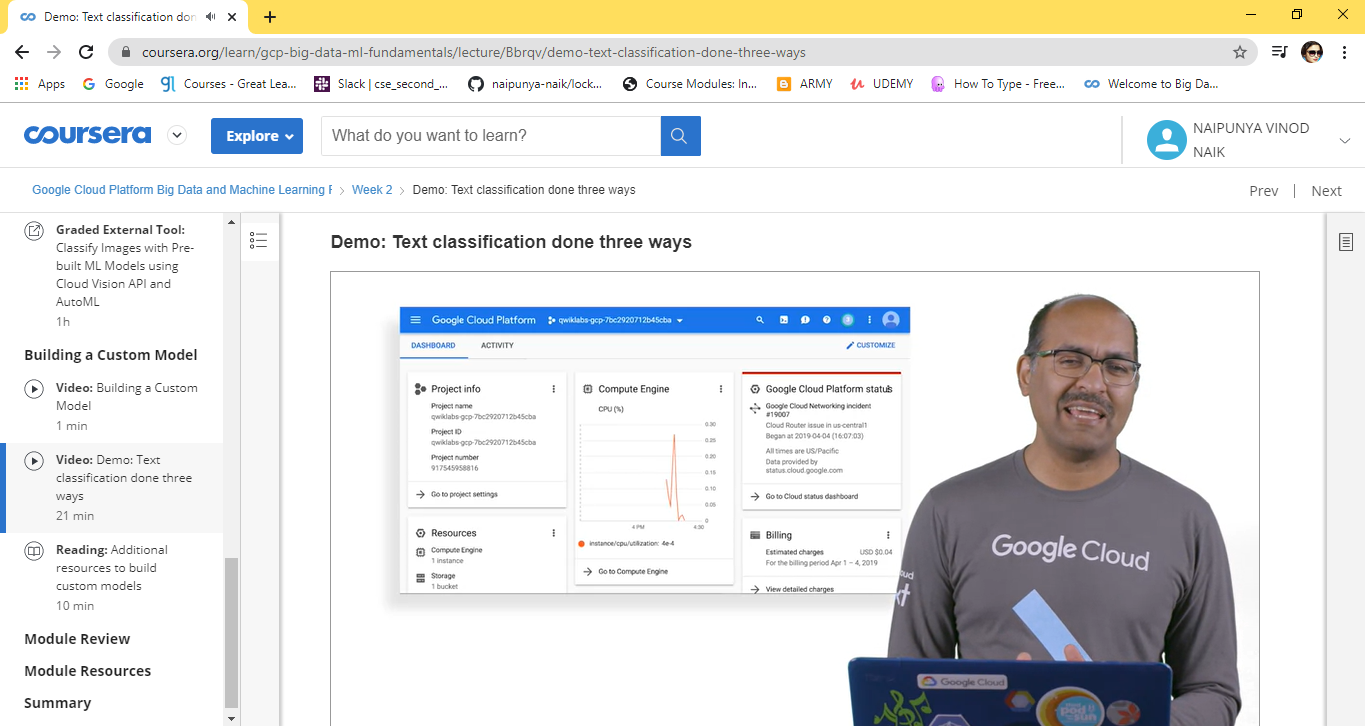 Demo: Text classification don
coursera.org/learn/gcp-big-data-ml-fundamentals/lecture/Bbrqv/demo-text-classification-done-three-ways
Apps
Google
Courses - Great Lea...
Slack | cse_second_...
naipunya-naik/lock...
Course Modules: In...
ARMY
UDEMY
How To Type - Free...
Welcome to Big Da...
coursera
Explore
What do you want to learn?
NAIPUNYA VINOD
NAIK
Google Cloud Platform Big Data and Machine Learning F
Week 2
Demo: Text classification done three ways
Prev | Next
Graded External Tool:
Classify Images with Pre-
built ML Models using
Cloud Vision API and
AutoML
1h
Building a Custom Model
Video: Building a Custom
Model
1 min
Video: Demo: Text
classification done three
ways
21 min
Reading: Additional
resources to build
custom models
10 min
Module Review
Module Resources
Summary
Demo: Text classification done three ways
Google Cloud Platform
qwiklabs-gcp-7bc2920712b45cba
DASHBOARD
ACTIVITY
CUSTOMIZE
Project info
Project name
qwiklabs-gcp-7bc2920712b45cba
Project ID
qwiklabs-gcp-7bc2920712b45cba
Project number
917545958816
Go to project settings
Resources
Compute Engine
1 instance
Storage
1 bucket
Compute Engine
CPU (%)
0.30
0.25
0.20
0.15
0.10
0.05
0
4 PM
4:30
instance/cpu/utilization: 4e-4
Go to Compute Engine
Google Cloud Platform status
Google Cloud Networking incident
#19007
Cloud Router issue in us-central1
Began at 2019-04-04 (16:07:03)
All times are US/Pacific
Data provided by
status.cloud.google.com
Go to Cloud status dashboard
Billing
Estimated charges
USD $0.04
For the billing period Apr 1 – 4, 2019
View detailed charges
Google Cloud
Google Cloud